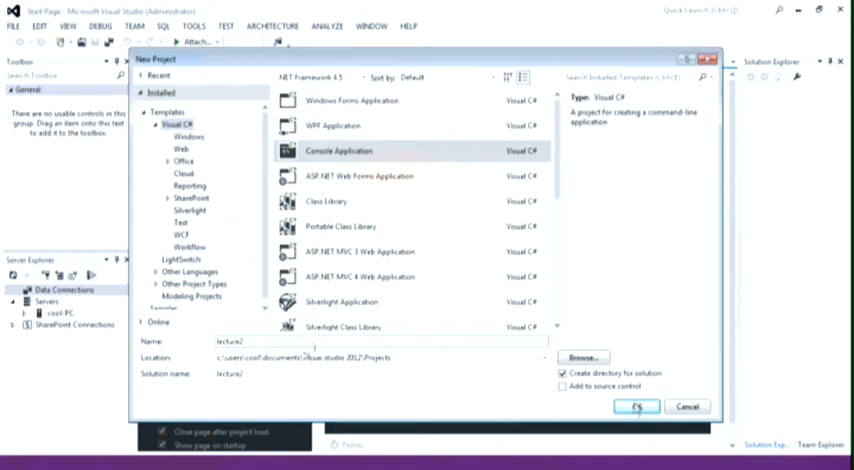 Start Page - Microsoft Visual Studio (Administrator)
Quick Launch (Ctrl+Q)
FILE EDIT VIEW DEBUG TEAM SQL TOOLS TEST ARCHITECTURE ANALYZE WINDOW HELP
Attach...
Toolbox
Search Toolbox
General
There are no usable controls in this
group. Drag an item onto this text
to add it to the toolbox.
Server Explorer
Data Connections
Servers
cool-PC
SharePoint Connections
New Project
Recent
Installed
Templates
Visual C#
Windows
Web
Office
Cloud
Reporting
SharePoint
Silverlight
Test
WCF
Workflow
LightSwitch
Other Languages
Other Project Types
Modeling Projects
Samples
Online
.NET Framework 4.5 Sort by: Default
Search Installed Templates (Ctrl+E)
Windows Forms Application Visual C#
WPF Application Visual C#
Console Application Visual C#
ASP.NET Web Forms Application Visual C#
Class Library Visual C#
Portable Class Library Visual C#
ASP.NET MVC 3 Web Application Visual C#
ASP.NET MVC 4 Web Application Visual C#
Silverlight Application Visual C#
Silverlight Class Library Visual C#
Type: Visual C#
A project for creating a command-line
application
Name: lecture2
Location: c:\users\cool\documents\visual studio 2012\Projects
Solution name: lecture2
Browse...
Create directory for solution
Add to source control
OK Cancel
Solution Explorer
Close page after project load
Show page on startup
Replay
Solution Exp... Team Explorer